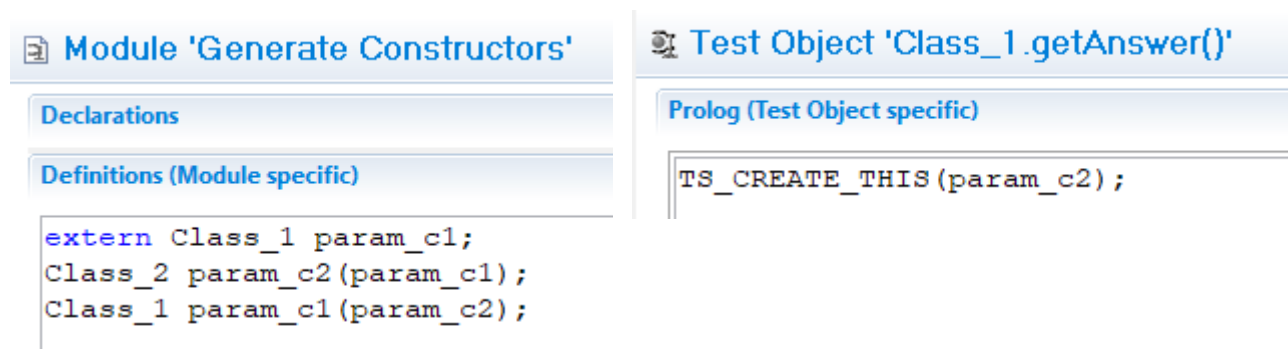 Module 'Generate Constructors'
Declarations
Definitions (Module specific)
extern Class_1 param_c1;
Class_2 param_c2(param_c1);
Class_1 param_c1(param_c2);
Test Object 'Class_1.getAnswer()'
Prolog (Test Object specific)
TS_CREATE_THIS(param_c2);